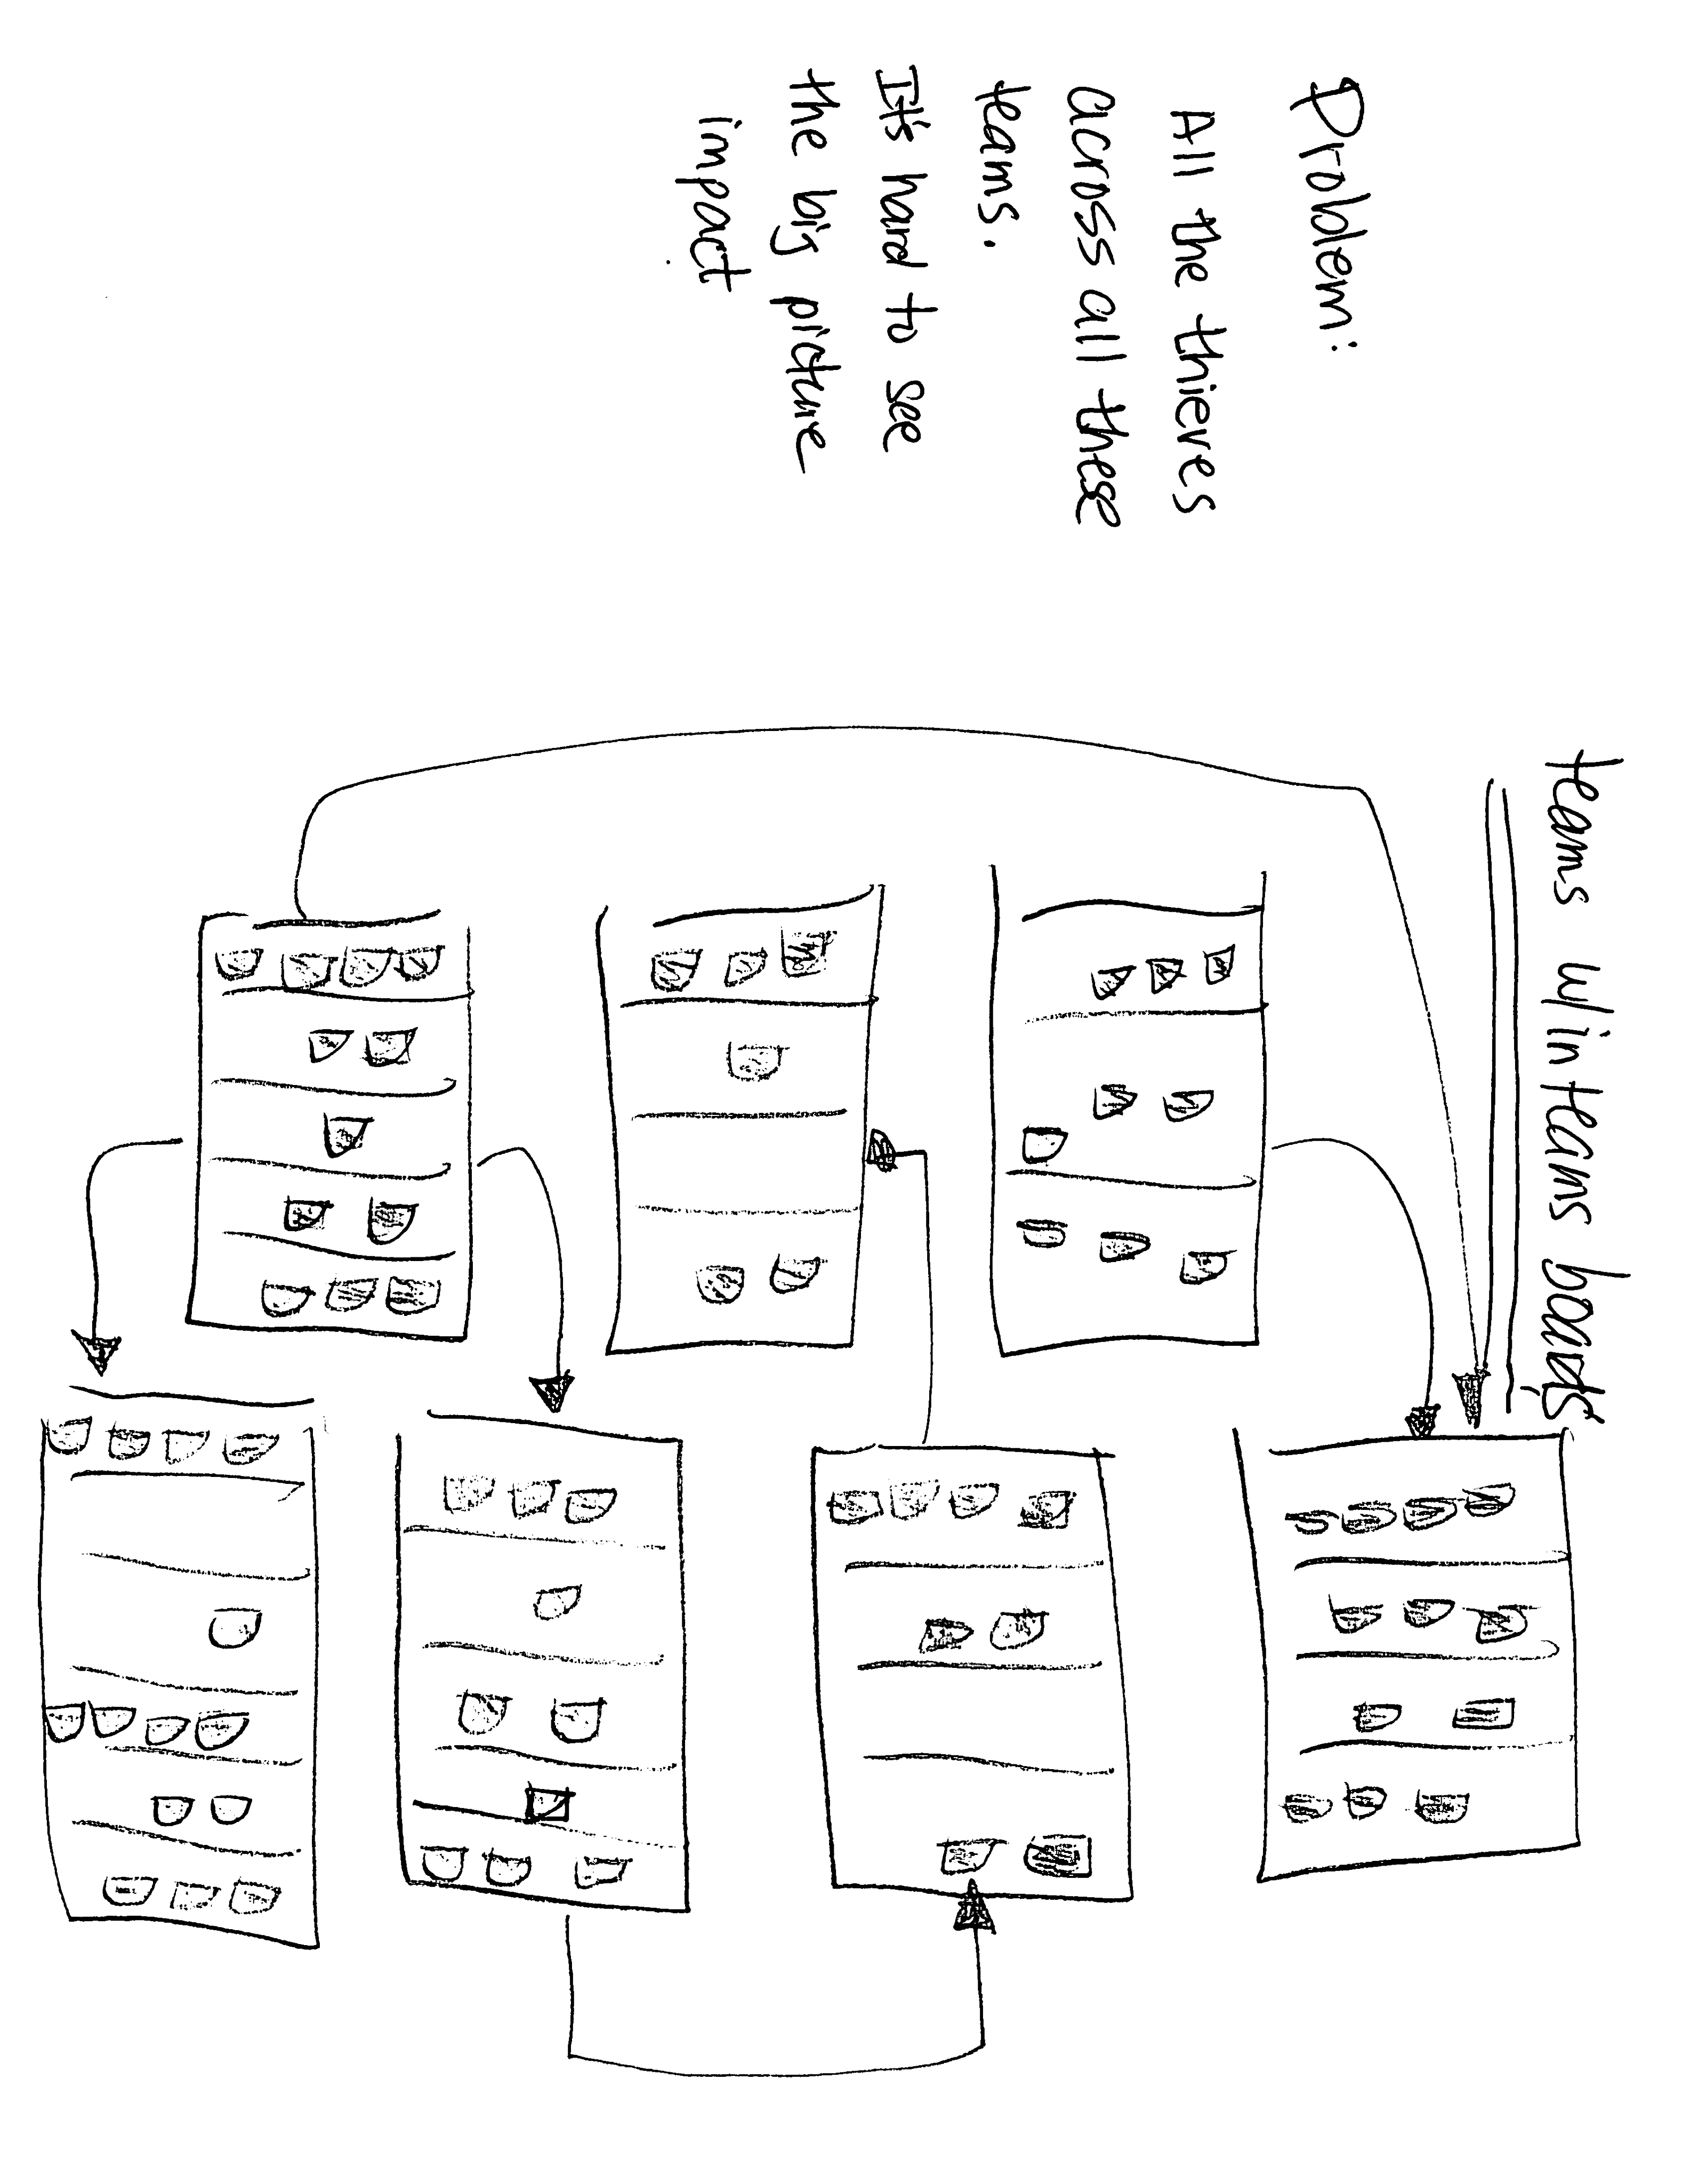 teams w/in teams boards
Problem:
All the thieves
across all these
teams.
It's hard to see
the big picture
impact